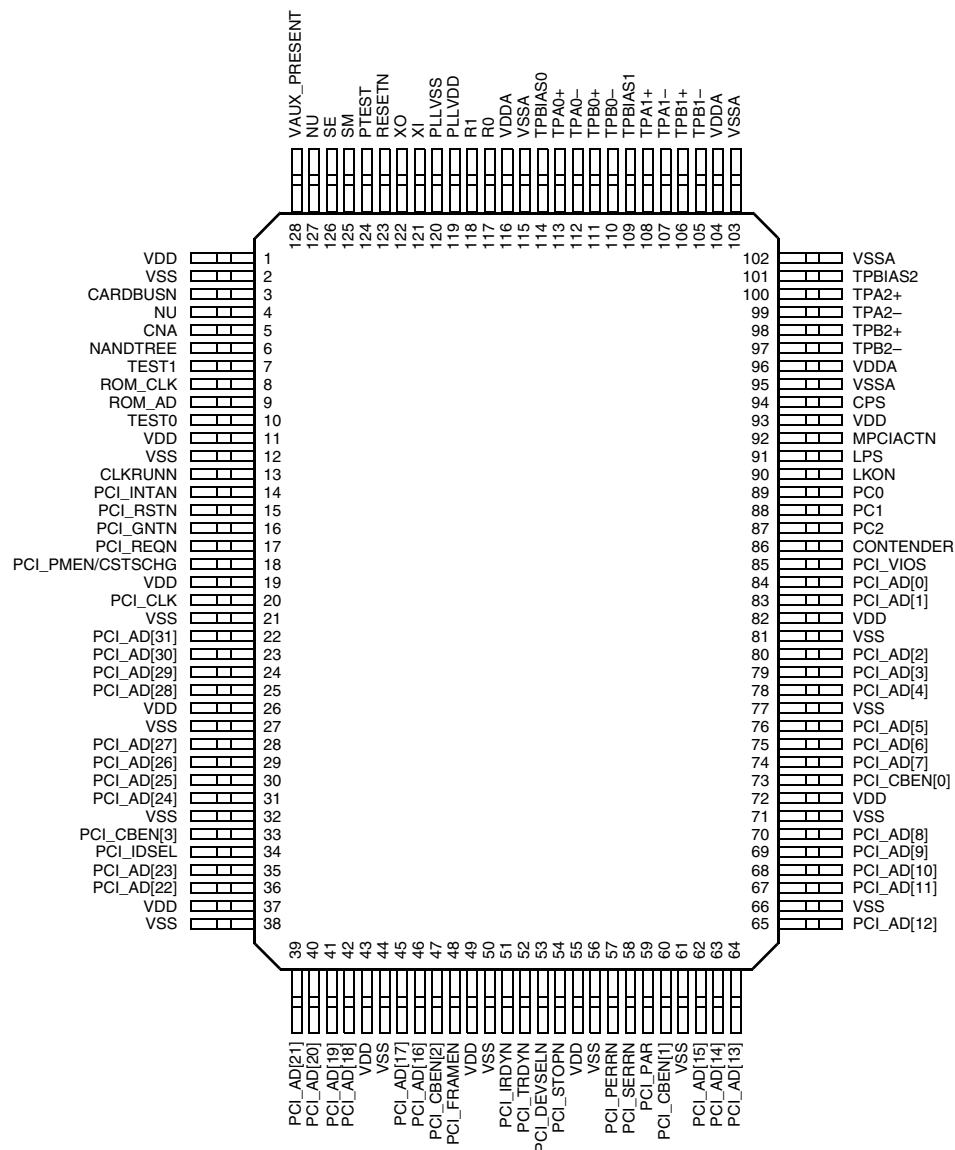 VAUX_PRESENT
NU
SE
SM
PTEST
RESETN
XO
XI
PLLVSS
PLLVDD
R1
R0
VDDA
VSSA
TPBIAS0
TPA0+
TPA0–
TPB0+
TPB0–
TPBIAS1
TPA1+
TPA1–
TPB1+
TPB1–
VDDA
VSSA
128
127
126
125
124
123
122
121
120
119
118
117
116
115
114
113
112
111
110
109
108
107
106
105
104
103
VDD 1
VSS 2
CARDBUSN 3
NU 4
CNA 5
NANDTREE 6
TEST1 7
ROM_CLK 8
ROM_AD 9
TEST0 10
VDD 11
VSS 12
CLKRUNN 13
PCI_INTAN 14
PCI_RSTN 15
PCI_GNTN 16
PCI_REQN 17
PCI_PMEN/CSTSCHG 18
VDD 19
PCI_CLK 20
VSS 21
PCI_AD[31] 22
PCI_AD[30] 23
PCI_AD[29] 24
PCI_AD[28] 25
VDD 26
VSS 27
PCI_AD[27] 28
PCI_AD[26] 29
PCI_AD[25] 30
PCI_AD[24] 31
VSS 32
PCI_CBEN[3] 33
PCI_IDSEL 34
PCI_AD[23] 35
PCI_AD[22] 36
VDD 37
VSS 38
102 VSSA
101 TPBIAS2
100 TPA2+
99 TPA2–
98 TPB2+
97 TPB2–
96 VDDA
95 VSSA
94 CPS
93 VDD
92 MPCIACTN
91 LPS
90 LKON
89 PC0
88 PC1
87 PC2
86 CONTENDER
85 PCI_VIOS
84 PCI_AD[0]
83 PCI_AD[1]
82 VDD
81 VSS
80 PCI_AD[2]
79 PCI_AD[3]
78 PCI_AD[4]
77 VSS
76 PCI_AD[5]
75 PCI_AD[6]
74 PCI_AD[7]
73 PCI_CBEN[0]
72 VDD
71 VSS
70 PCI_AD[8]
69 PCI_AD[9]
68 PCI_AD[10]
67 PCI_AD[11]
66 VSS
65 PCI_AD[12]
39
40
41
42
43
44
45
46
47
48
49
50
51
52
53
54
55
56
57
58
59
60
61
62
63
64
PCI_AD[21]
PCI_AD[20]
PCI_AD[19]
PCI_AD[18]
VDD
VSS
PCI_AD[17]
PCI_AD[16]
PCI_CBEN[2]
PCI_FRAMEN
VDD
VSS
PCI_IRDYN
PCI_TRDYN
PCI_DEVSELN
PCI_STOPN
VDD
VSS
PCI_PERRN
PCI_SERRN
PCI_PAR
PCI_CBEN[1]
VSS
PCI_AD[15]
PCI_AD[14]
PCI_AD[13]